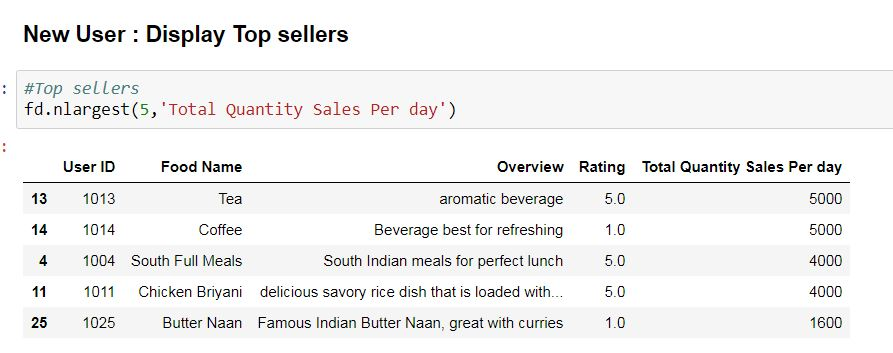 New User : Display Top sellers
: #Top sellers
fd.nlargest(5,'Total Quantity Sales Per day')
:
User ID Food Name Overview Rating Total Quantity Sales Per day
13 1013 Tea aromatic beverage 5.0 5000
14 1014 Coffee Beverage best for refreshing 1.0 5000
4 1004 South Full Meals South Indian meals for perfect lunch 5.0 4000
11 1011 Chicken Briyani delicious savory rice dish that is loaded with... 5.0 4000
25 1025 Butter Naan Famous Indian Butter Naan, great with curries 1.0 1600